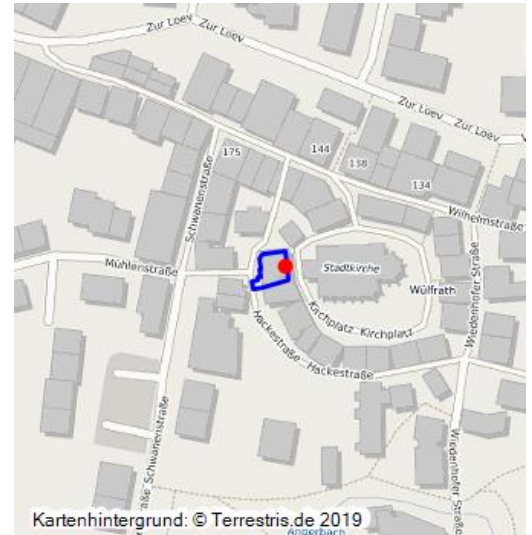 Zur Loev
Zur Loev
Zur Loev
Zur Loev
175
144
138
134
Schwanenstraße
Wilhelmstraße
Mühlenstraße
Stadtkirche
Wülfrath
Wiedenhofer Straße
Kirchplatz
Kirchplatz
Hackestraße
Hackestraße
Schwanenstraße
Wiedenhofer Straße
Angerbach
Kartenhintergrund: © Terrestris.de 2019